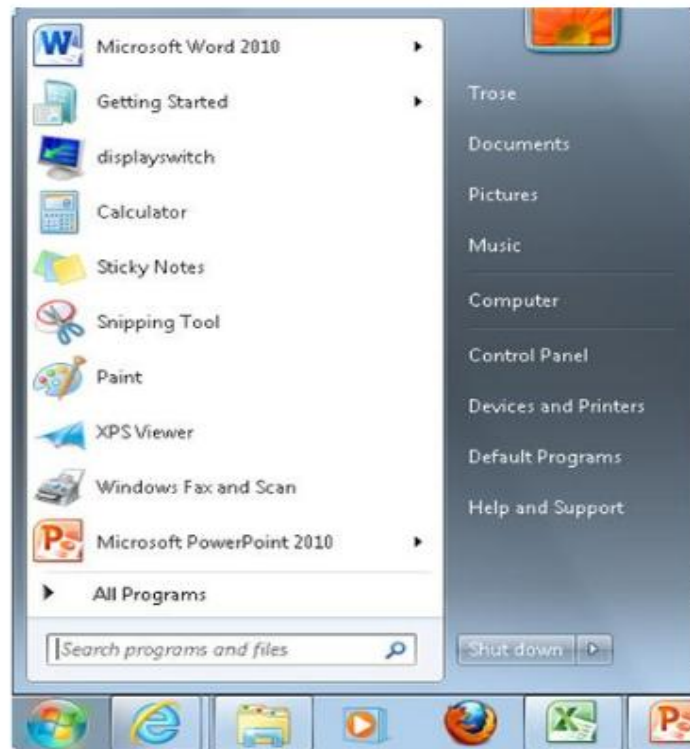 Microsoft Word 2010
Getting Started
displayswitch
Calculator
Sticky Notes
Snipping Tool
Paint
XPS Viewer
Windows Fax and Scan
Microsoft PowerPoint 2010
All Programs
Search programs and files
Trose
Documents
Pictures
Music
Computer
Control Panel
Devices and Printers
Default Programs
Help and Support
Shut down